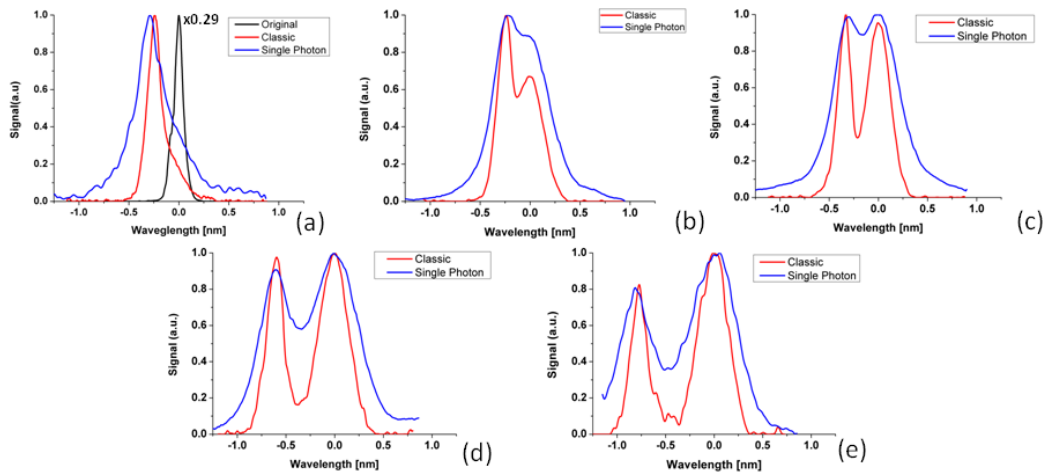 x0.29
Original
Classic
Single Photon
Signal(a.u)
1.0
0.8
0.6
0.4
0.2
0.0
-1.0 -0.5 0.0 0.5 1.0
Waveglength [nm]
(a)
Classic
Single Photon
Signal (a.u.)
1.0
0.8
0.6
0.4
0.2
0.0
-1.0 -0.5 0.0 0.5 1.0
Wavelength [nm]
(b)
Classic
Single Photon
Signal (a.u.)
1.0
0.8
0.6
0.4
0.2
0.0
-1.0 -0.5 0.0 0.5 1.0
Wavelength [nm]
(c)
Classic
Single Photon
Signal (a.u.)
1.0
0.8
0.6
0.4
0.2
0.0
-1.0 -0.5 0.0 0.5 1.0
Wavelength [nm]
(d)
Classic
Single Photon
Signal (a.u.)
1.0
0.8
0.6
0.4
0.2
0.0
-1.0 -0.5 0.0 0.5 1.0
Wavelength [nm]
(e)